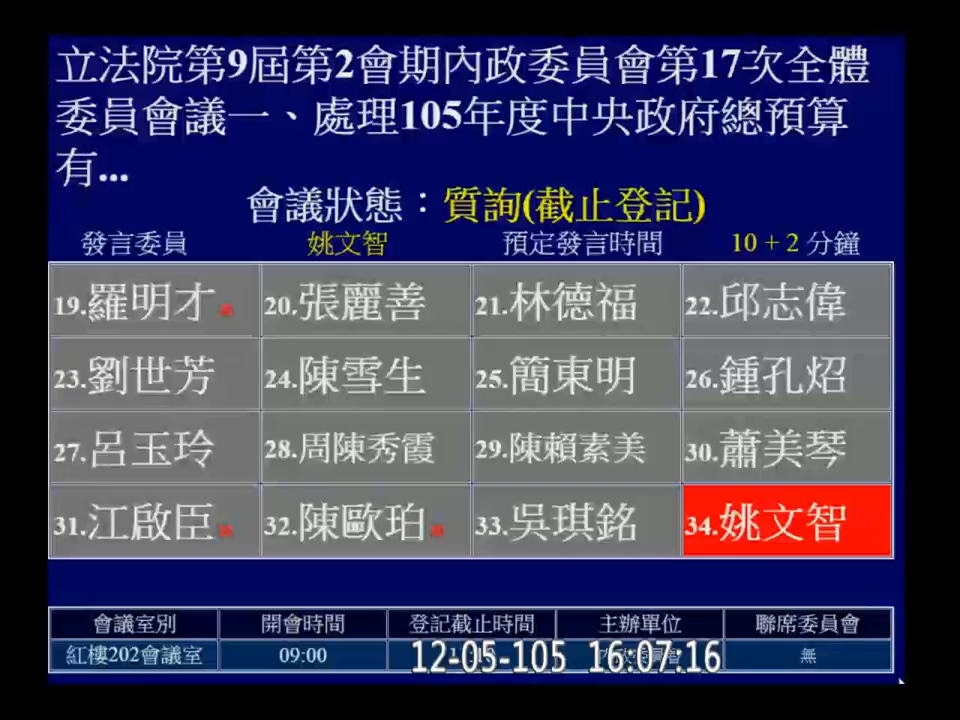 立法院第9屆第2會期內政委員會第17次全體
委員會議一、處理105年度中央政府總預算
有...
會議狀態：質詢(截止登記)
發言委員 姚文智 預定發言時間 10 + 2 分鐘
19.羅明才 20.張麗善 21.林德福 22.邱志偉
23.劉世芳 24.陳雪生 25.簡東明 26.鍾孔炤
27.呂玉玲 28.周陳秀霞 29.陳賴素美 30.蕭美琴
31.江啟臣 32.陳歐珀 33.吳琪銘 34.姚文智
會議室別 開會時間 登記截止時間 主辦單位 聯席委員會
紅樓202會議室 09:00 無
12-05-105 16:07:16